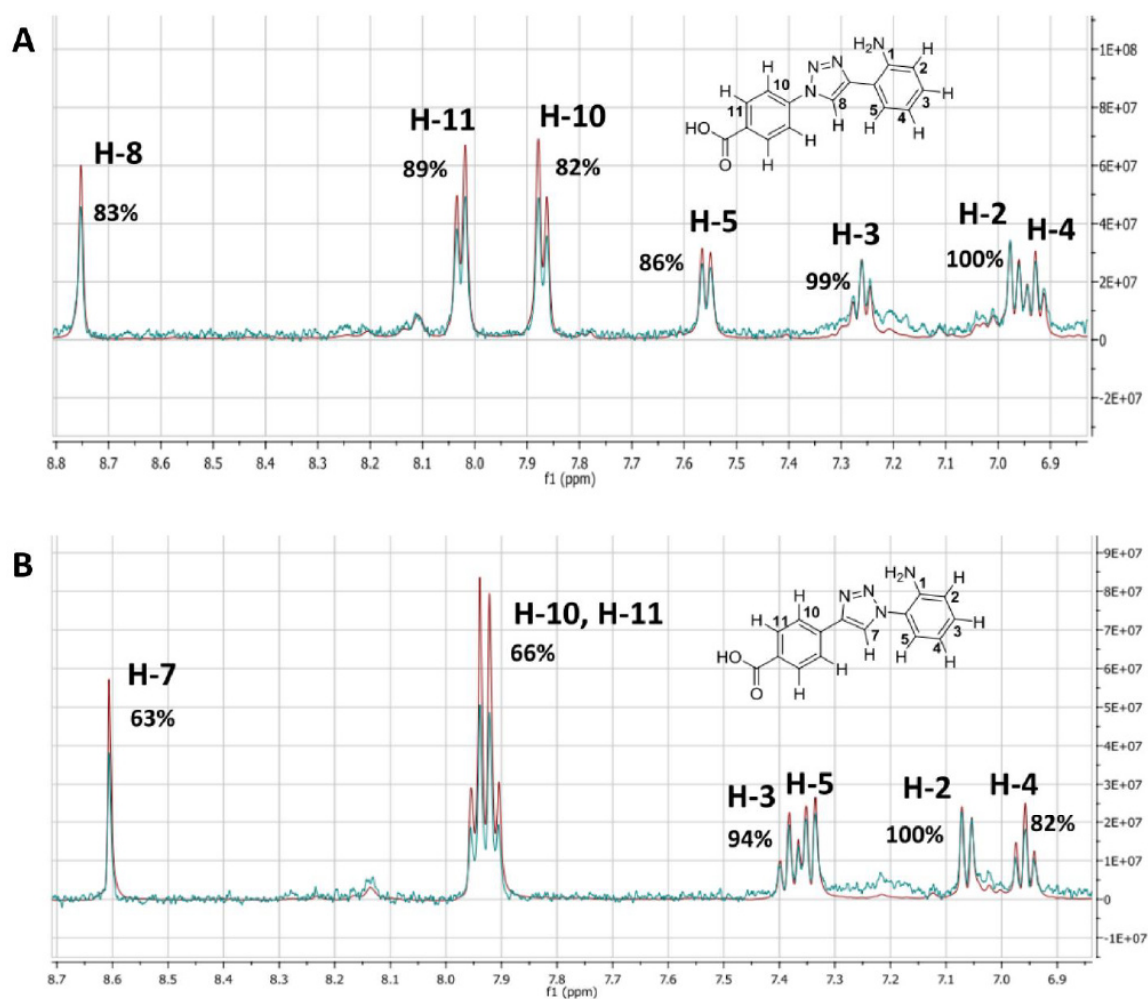 A
H-8
83%
H-11
89%
H-10
82%
86%
H-5
H-3
99%
H-2
100%
H-4
H₂N
1
H
2
3
H
4
H
5
H
N=N
N
8
H
10
H
H
11
H
H
HO
O
1E+08
8E+07
6E+07
4E+07
2E+07
0
-2E+07
8.8 8.7 8.6 8.5 8.4 8.3 8.2 8.1 8.0 7.9 7.8 7.7 7.6 7.5 7.4 7.3 7.2 7.1 7.0 6.9
f1 (ppm)
B
H-7
63%
H-10, H-11
66%
H-3
94%
H-5
H-2
100%
H-4
82%
H₂N
1
H
2
3
H
4
H
5
H
N=N
N
7
H
10
H
H
11
H
H
HO
O
9E+07
8E+07
7E+07
6E+07
5E+07
4E+07
3E+07
2E+07
1E+07
0
-1E+07
8.7 8.6 8.5 8.4 8.3 8.2 8.1 8.0 7.9 7.8 7.7 7.6 7.5 7.4 7.3 7.2 7.1 7.0 6.9
f1 (ppm)